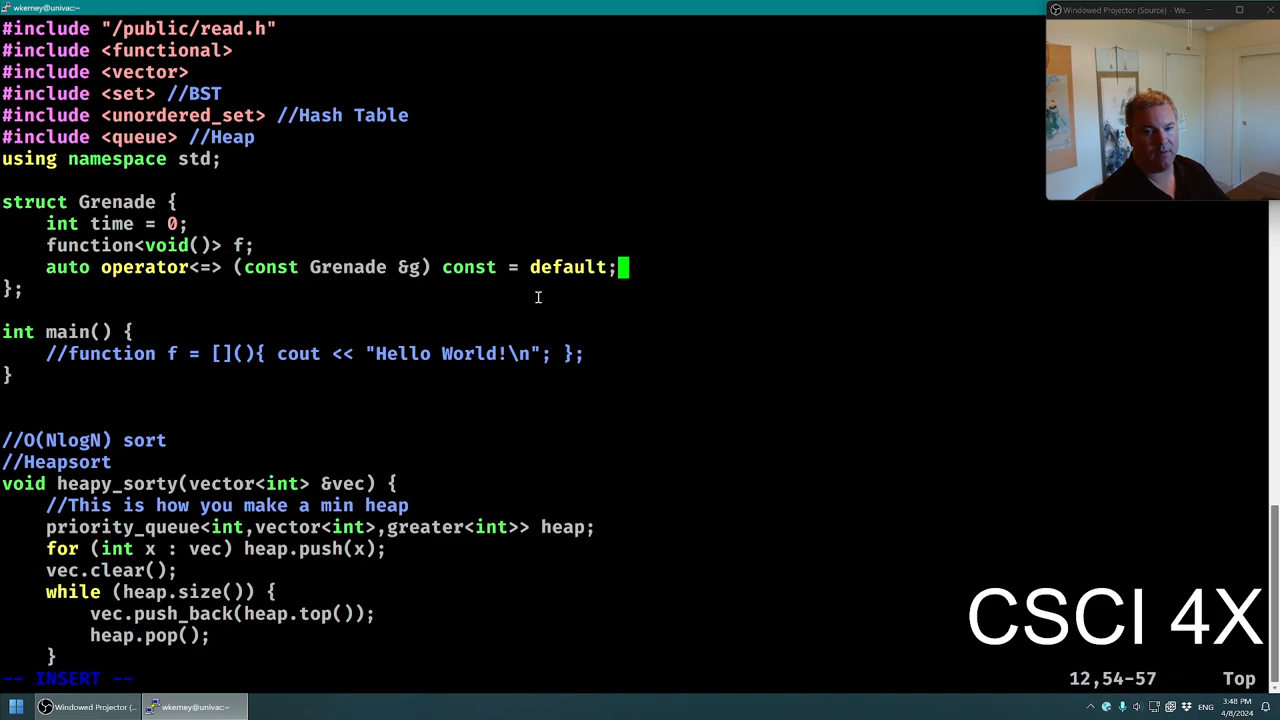 wkerney@univac:~
Windowed Projector (Source) - We...
#include "/public/read.h"
#include <functional>
#include <vector>
#include <set> //BST
#include <unordered_set> //Hash Table
#include <queue> //Heap
using namespace std;
struct Grenade {
    int time = 0;
    function<void()> f;
    auto operator<=> (const Grenade &g) const = default;
};
int main() {
    //function f = [](){ cout << "Hello World!\n"; };
}
//O(NlogN) sort
//Heapsort
void heapy_sorty(vector<int> &vec) {
    //This is how you make a min heap
    priority_queue<int,vector<int>,greater<int>> heap;
    for (int x : vec) heap.push(x);
    vec.clear();
    while (heap.size()) {
        vec.push_back(heap.top());
        heap.pop();
    }
CSCI 4X
-- INSERT --
12,54-57
Top
Windowed Projector (...
wkerney@univac:~
ENG
3:48 PM
4/8/2024